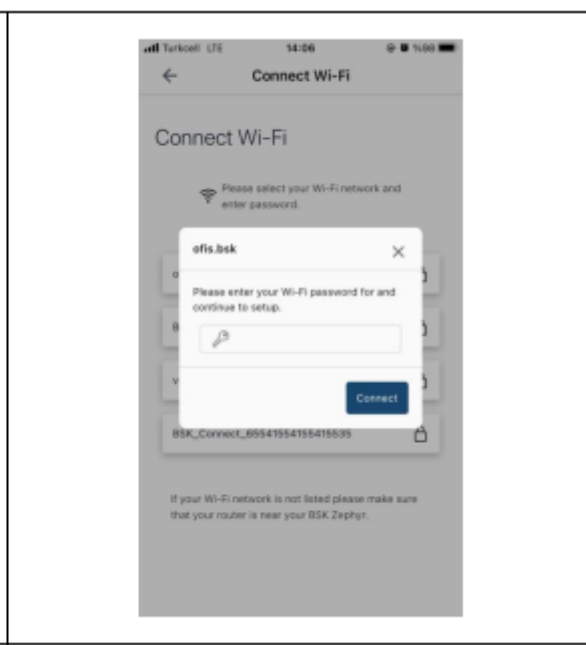 Turkcell LTE 14:06 %98
Connect Wi-Fi
Connect Wi-Fi
Please select your Wi-Fi network and
enter password.
ofis.bsk
Please enter your Wi-Fi password for and
continue to setup.
Connect
If your Wi-Fi network is not listed please make sure
that your router is near your BSK Zephyr.